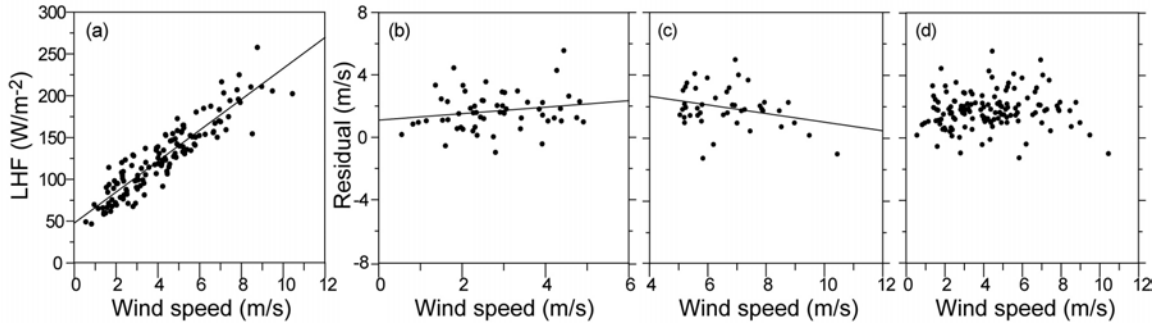 (a)
300
250
200
150
100
50
0
LHF (W/m-²)
0 2 4 6 8 10 12
Wind speed (m/s)
(b)
8
4
0
-4
-8
Residual (m/s)
0 2 4 6
Wind speed (m/s)
(c)
4 6 8 10 12
Wind speed (m/s)
(d)
0 2 4 6 8 10 12
Wind speed (m/s)